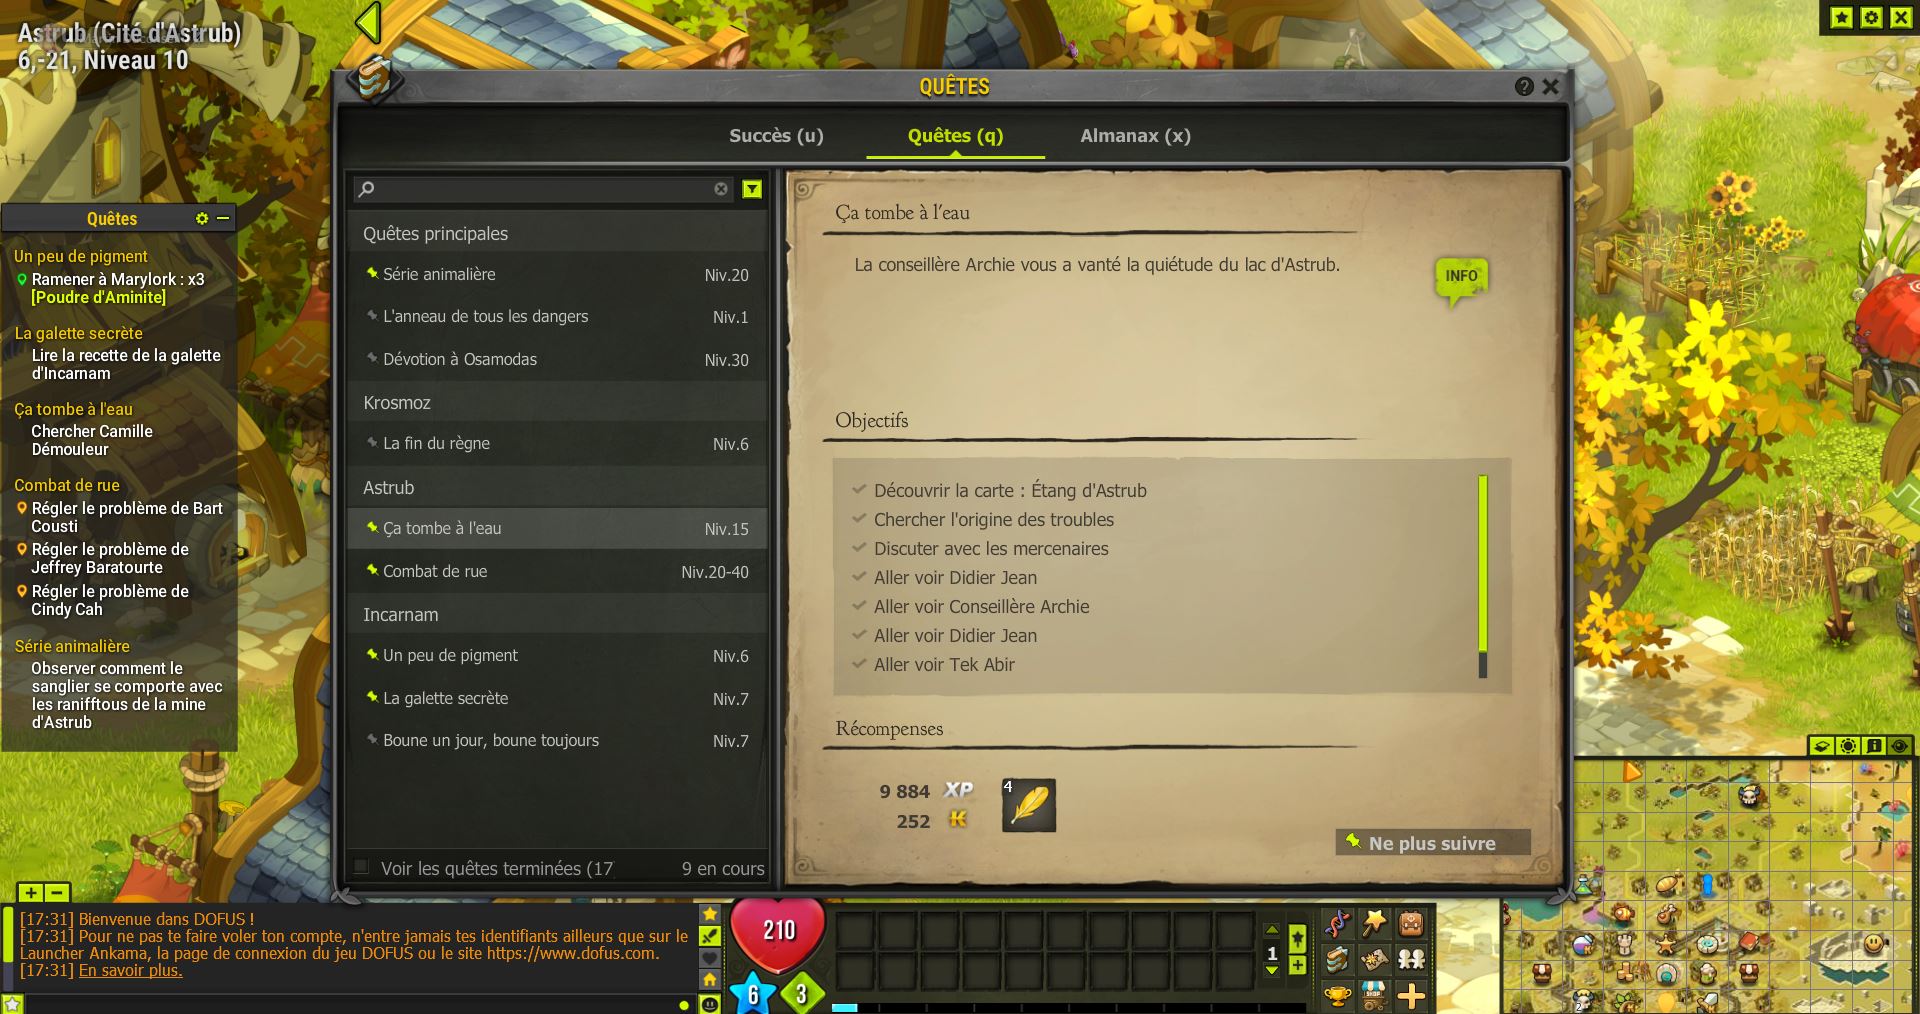 Astrub (Cité d'Astrub)
6,-21, Niveau 10
QUÊTES
Succès (u)
Quêtes (q)
Almanax (x)
Quêtes
Un peu de pigment
Ramener à Marylork : x3
[Poudre d'Aminite]
La galette secrète
Lire la recette de la galette
d'Incarnam
Ça tombe à l'eau
Chercher Camille
Démouleur
Combat de rue
Régler le problème de Bart
Cousti
Régler le problème de
Jeffrey Baratourte
Régler le problème de
Cindy Cah
Série animalière
Observer comment le
sanglier se comporte avec
les ranifftous de la mine
d'Astrub
Quêtes principales
Série animalière Niv.20
L'anneau de tous les dangers Niv.1
Dévotion à Osamodas Niv.30
Krosmoz
La fin du règne Niv.6
Astrub
Ça tombe à l'eau Niv.15
Combat de rue Niv.20-40
Incarnam
Un peu de pigment Niv.6
La galette secrète Niv.7
Boune un jour, boune toujours Niv.7
Voir les quêtes terminées (17 9 en cours
Ça tombe à l'eau
La conseillère Archie vous a vanté la quiétude du lac d'Astrub.
INFO
Objectifs
Découvrir la carte : Étang d'Astrub
Chercher l'origine des troubles
Discuter avec les mercenaires
Aller voir Didier Jean
Aller voir Conseillère Archie
Aller voir Didier Jean
Aller voir Tek Abir
Récompenses
9 884 XP
252 K
4
Ne plus suivre
[17:31] Bienvenue dans DOFUS !
[17:31] Pour ne pas te faire voler ton compte, n'entre jamais tes identifiants ailleurs que sur le
Launcher Ankama, la page de connexion du jeu DOFUS ou le site https://www.dofus.com.
[17:31] En savoir plus.
210
6
3
1
SHOP
2